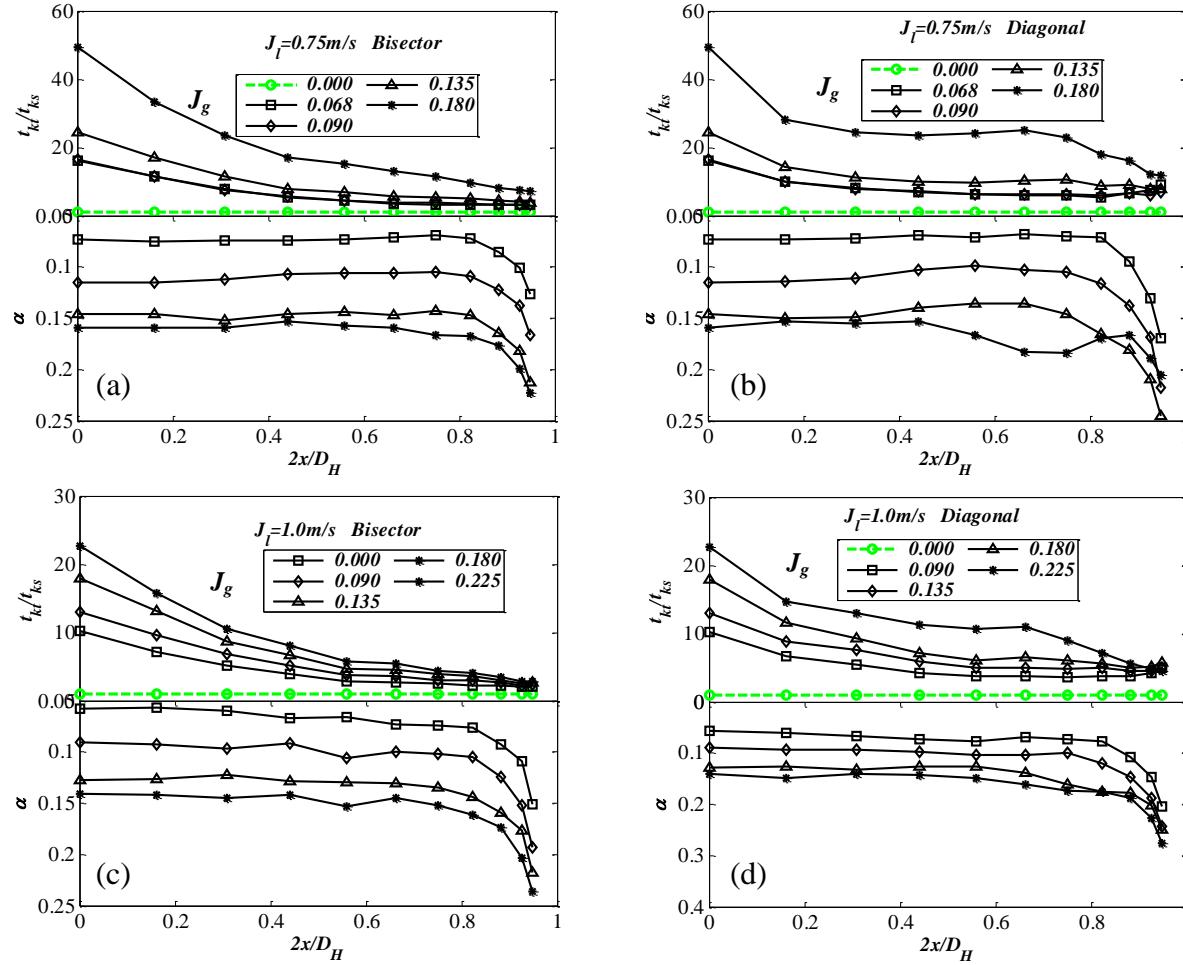 (a)
J_l=0.75m/s Bisector
J_g
0.000 0.135
0.068 0.180
0.090
60
40
20
0
t_kt/t_ks
0.05
0.1
0.15
0.2
0.25
α
0 0.2 0.4 0.6 0.8 1
2x/D_H
(b)
J_l=0.75m/s Diagonal
J_g
0.000 0.135
0.068 0.180
0.090
60
40
20
0
t_kt/t_ks
0.05
0.1
0.15
0.2
0.25
α
0 0.2 0.4 0.6 0.8
2x/D_H
(c)
J_l=1.0m/s Bisector
J_g
0.000 0.180
0.090 0.225
0.135
30
20
10
0
t_kt/t_ks
0.05
0.1
0.15
0.2
0.25
α
0 0.2 0.4 0.6 0.8 1
2x/D_H
(d)
J_l=1.0m/s Diagonal
J_g
0.000 0.180
0.090 0.225
0.135
30
20
10
0
t_kt/t_ks
0.1
0.2
0.3
0.4
α
0 0.2 0.4 0.6 0.8
2x/D_H